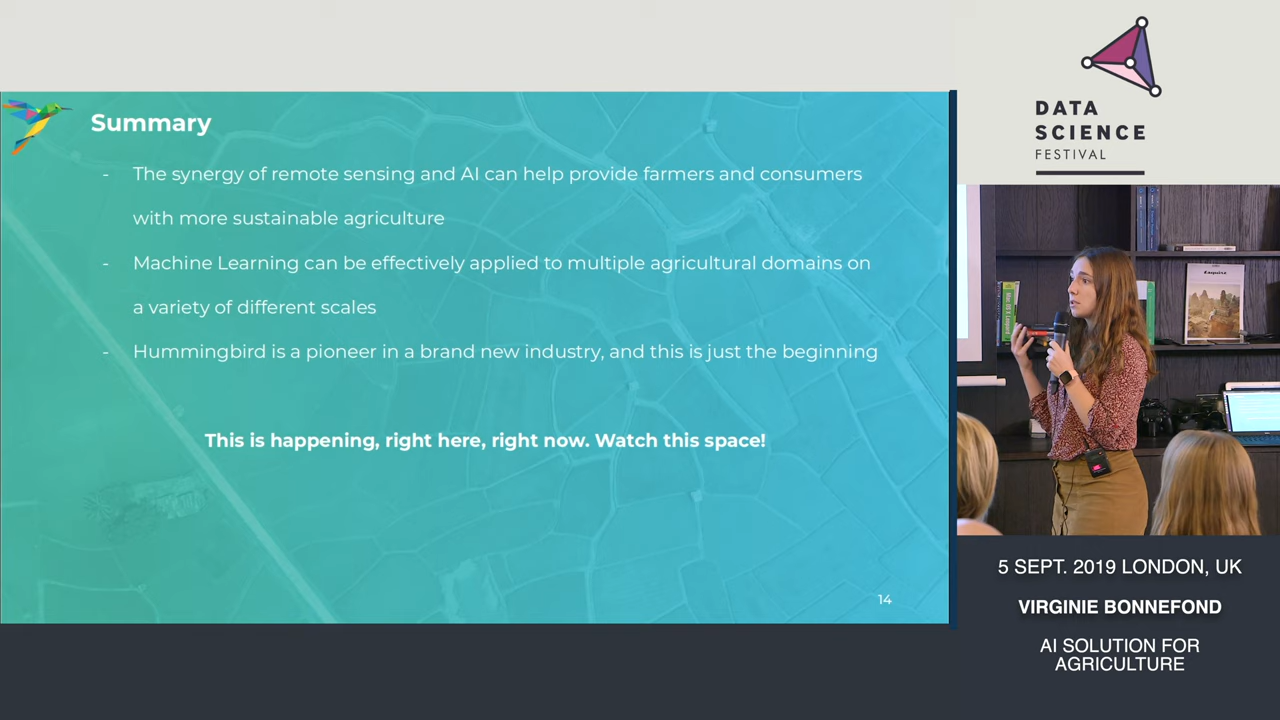 Summary
- The synergy of remote sensing and AI can help provide farmers and consumers
with more sustainable agriculture
- Machine Learning can be effectively applied to multiple agricultural domains on
a variety of different scales
- Hummingbird is a pioneer in a brand new industry, and this is just the beginning
This is happening, right here, right now. Watch this space!
14
DATA
SCIENCE
FESTIVAL
Esquire
5 SEPT. 2019 LONDON, UK
VIRGINIE BONNEFOND
AI SOLUTION FOR
AGRICULTURE